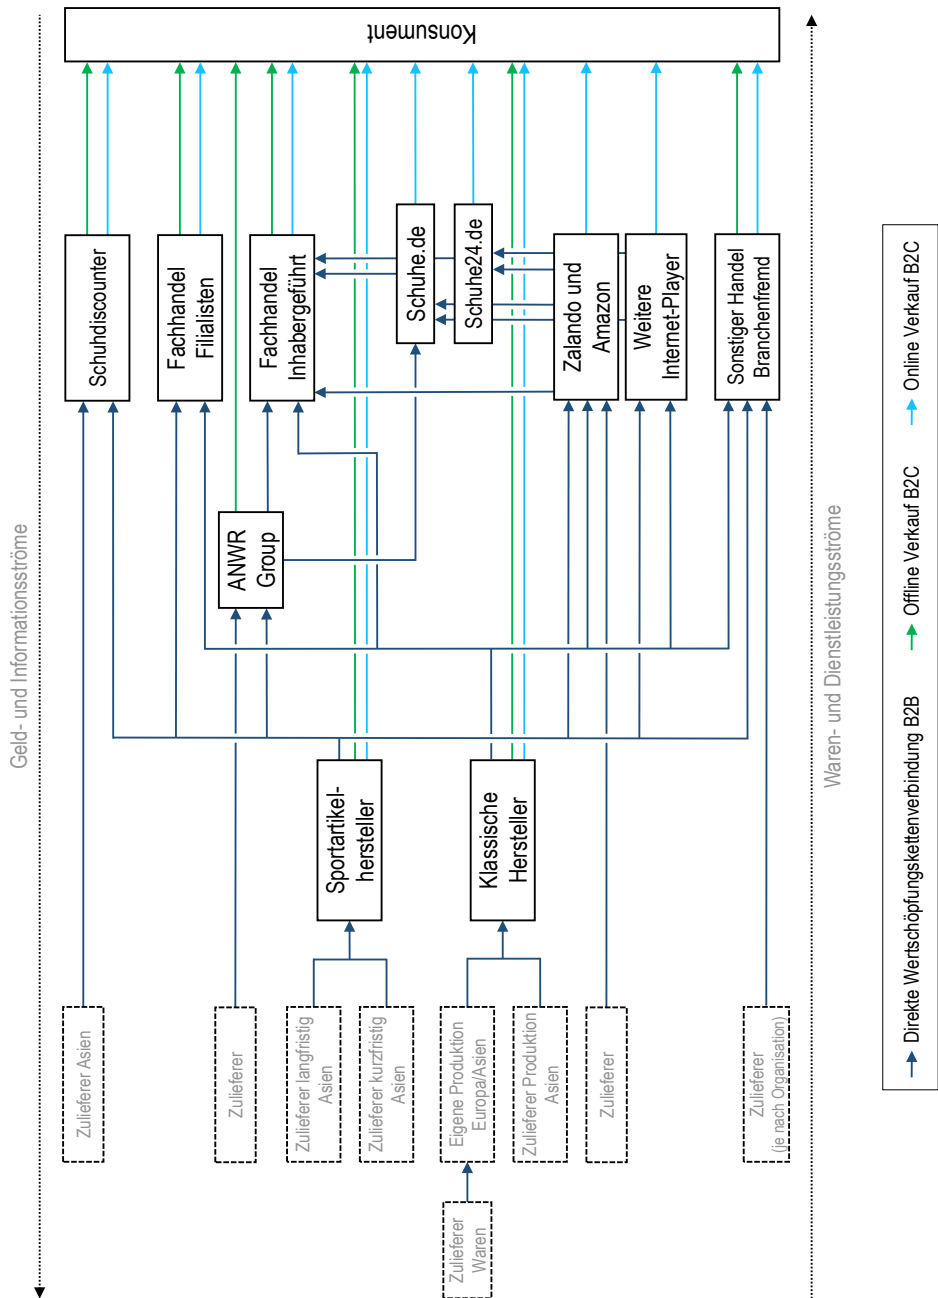 Geld- und Informationsströme
Konsument
Schuhdiscounter
Fachhandel
Filialisten
Fachhandel
Inhabergeführt
Schuhe.de
Schuhe24.de
Zalando und
Amazon
Weitere
Internet-Player
Sonstiger Handel
Branchenfremd
ANWR
Group
Sportartikel-
hersteller
Klassische
Hersteller
Zulieferer Asien
Zulieferer
Zulieferer langfristig
Asien
Zulieferer kurzfristig
Asien
Eigene Produktion
Europa/Asien
Zulieferer Produktion
Asien
Zulieferer
Zulieferer
(je nach Organisation)
Zulieferer
Waren
Waren- und Dienstleistungsströme
Direkte Wertschöpfungskettenverbindung B2B
Offline Verkauf B2C
Online Verkauf B2C